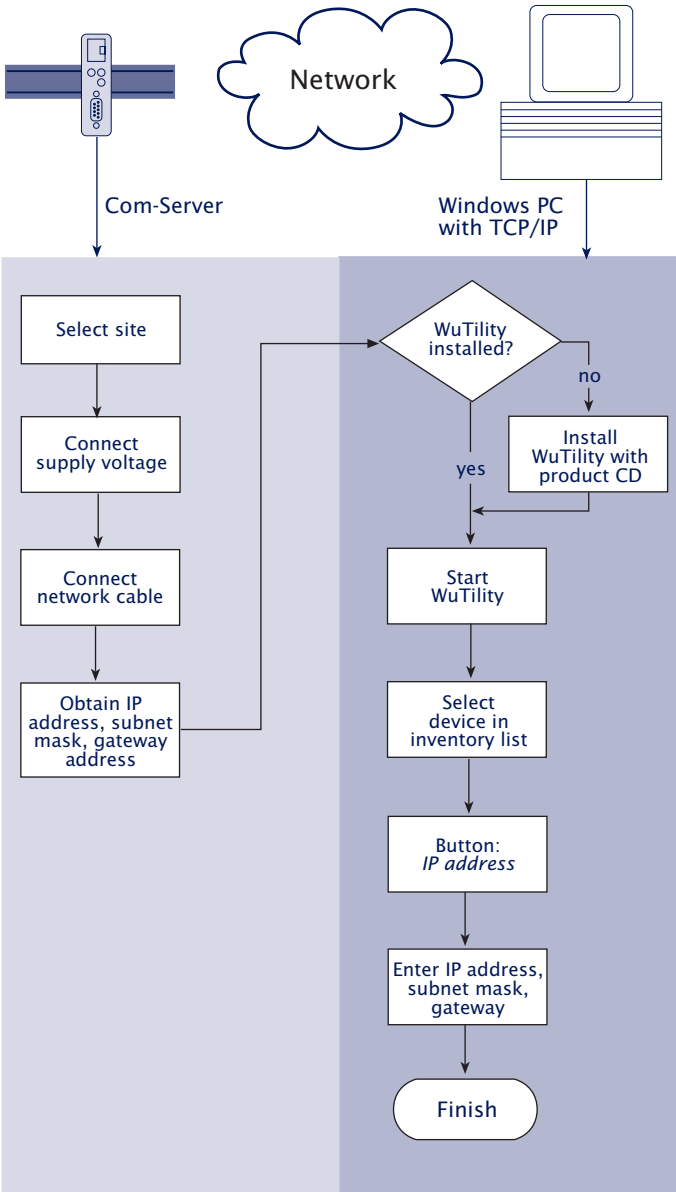 Network
Com-Server
Windows PC
with TCP/IP
Select site
Connect
supply voltage
Connect
network cable
Obtain IP
address, subnet
mask, gateway
address
WuTility
installed?
no
yes
Install
WuTility with
product CD
Start
WuTility
Select
device in
inventory list
Button:
IP address
Enter IP address,
subnet mask,
gateway
Finish